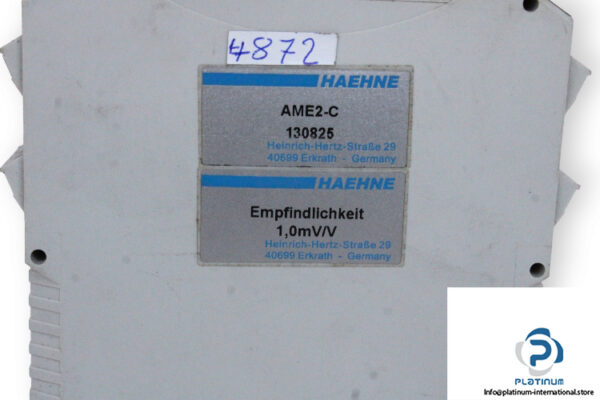 4872
HAEHNE
AME2-C
130825
Heinrich-Hertz-Straße 29
40699 Erkrath - Germany
HAEHNE
Empfindlichkeit
1,0mV/V
Heinrich-Hertz-Straße 29
40699 Erkrath - Germany
PLATINUM
Info@platinum-international.store